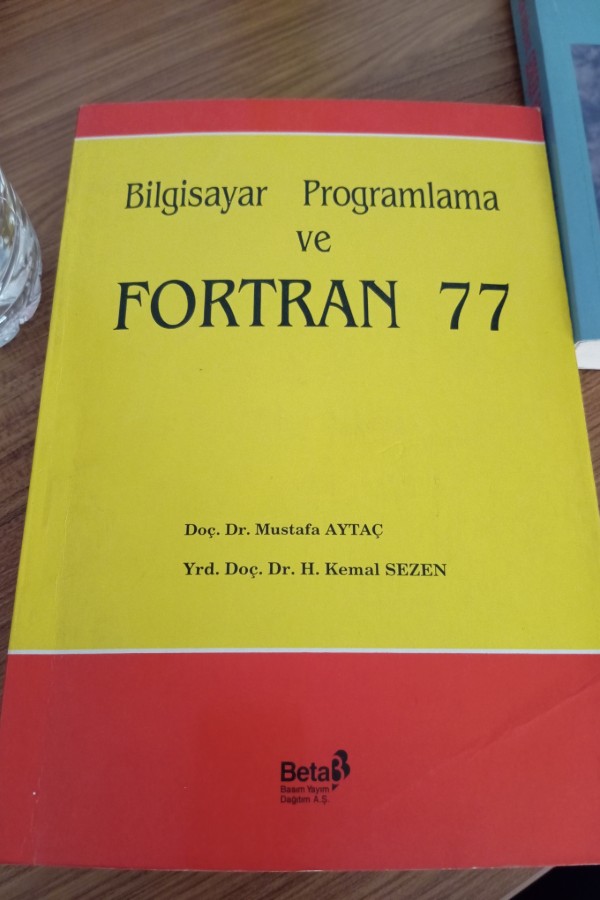 Bilgisayar Programlama
ve
FORTRAN 77
Doç. Dr. Mustafa AYTAÇ
Yrd. Doç. Dr. H. Kemal SEZEN
Beta
Basım Yayım
Dağıtım A.Ş.